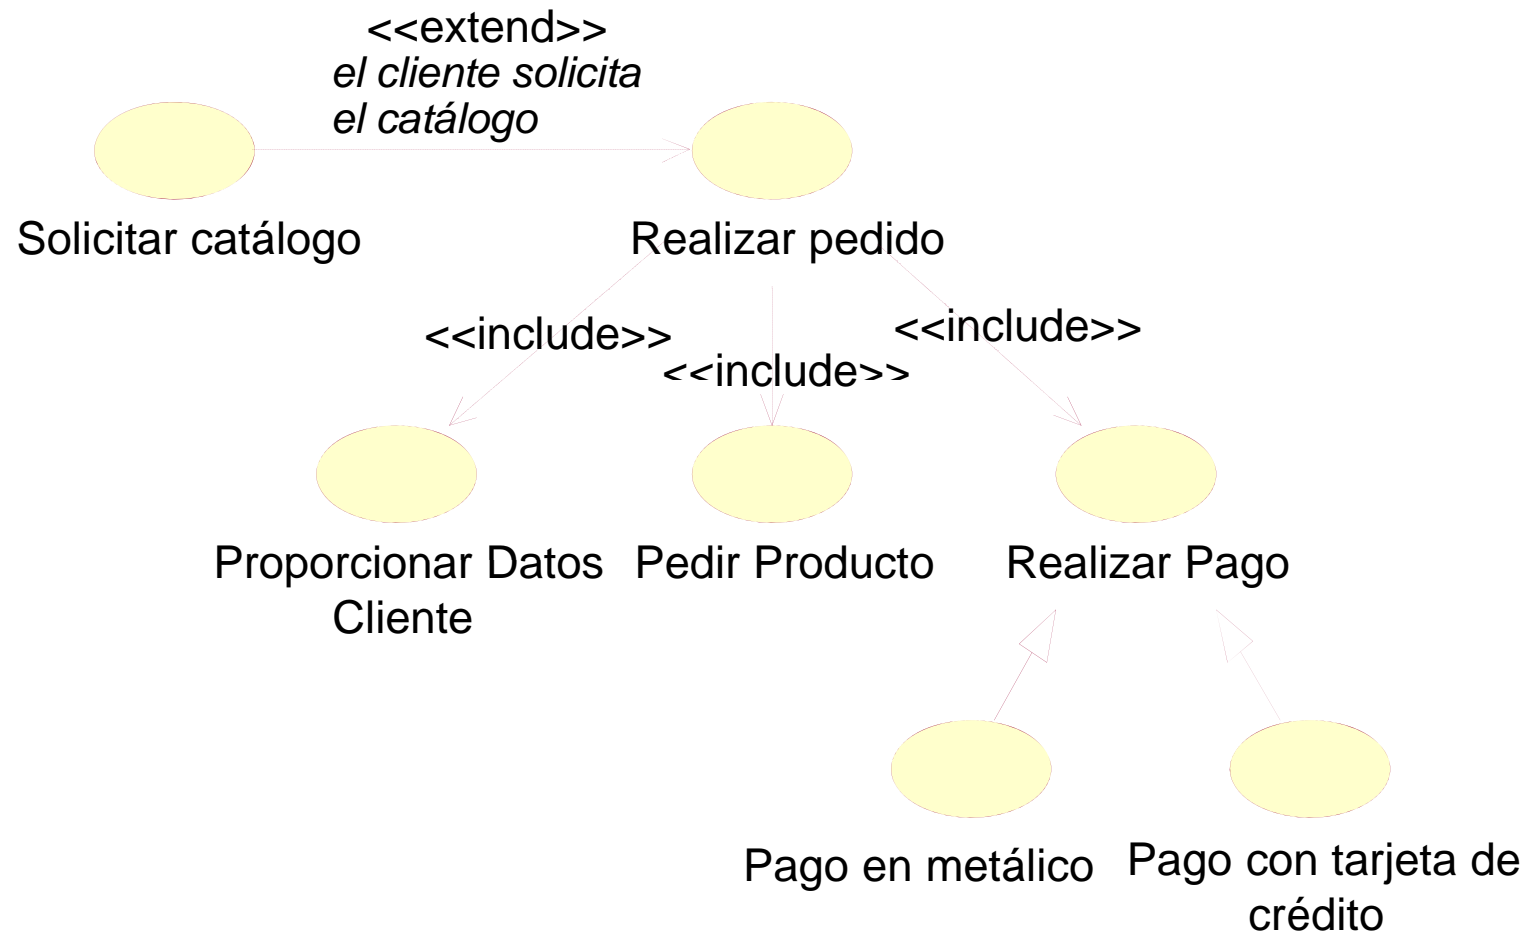 <<extend>>
el cliente solicita
el catálogo
Solicitar catálogo
Realizar pedido
<<include>>
<<include>>
<<include>>
Proporcionar Datos
Cliente
Pedir Producto
Realizar Pago
Pago en metálico
Pago con tarjeta de
crédito